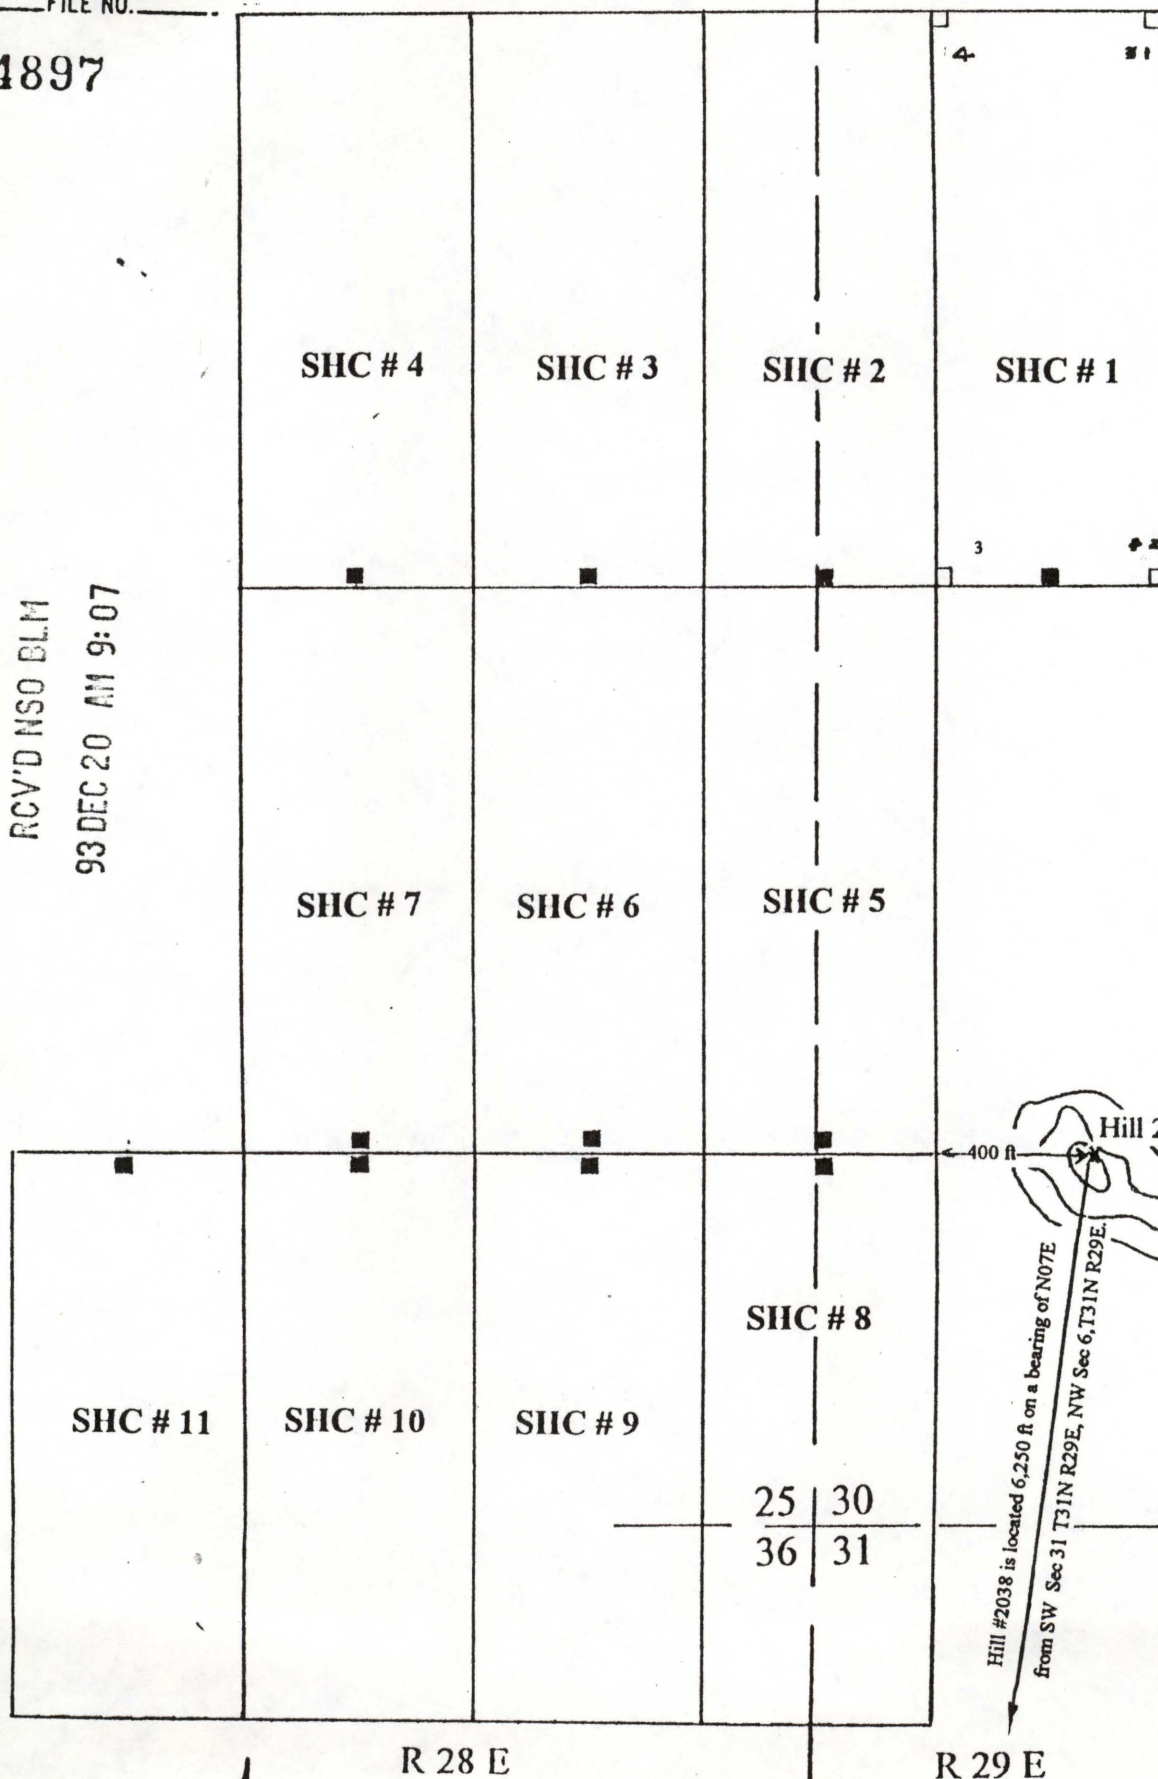 FILE NO.
4897
4
31
SHC # 4
SHC # 3
SHC # 2
SHC # 1
3
RCV'D NSO BLM
93 DEC 20 AM 9:07
SHC # 7
SHC # 6
SHC # 5
Hill 2
400 ft
Hill #2038 is located 6,250 ft on a bearing of N07E
from SW Sec 31 T31N R29E, NW Sec 6, T31N R29E.
SHC # 8
SHC # 11
SHC # 10
SHC # 9
25 30
36 31
R 28 E
R 29 E